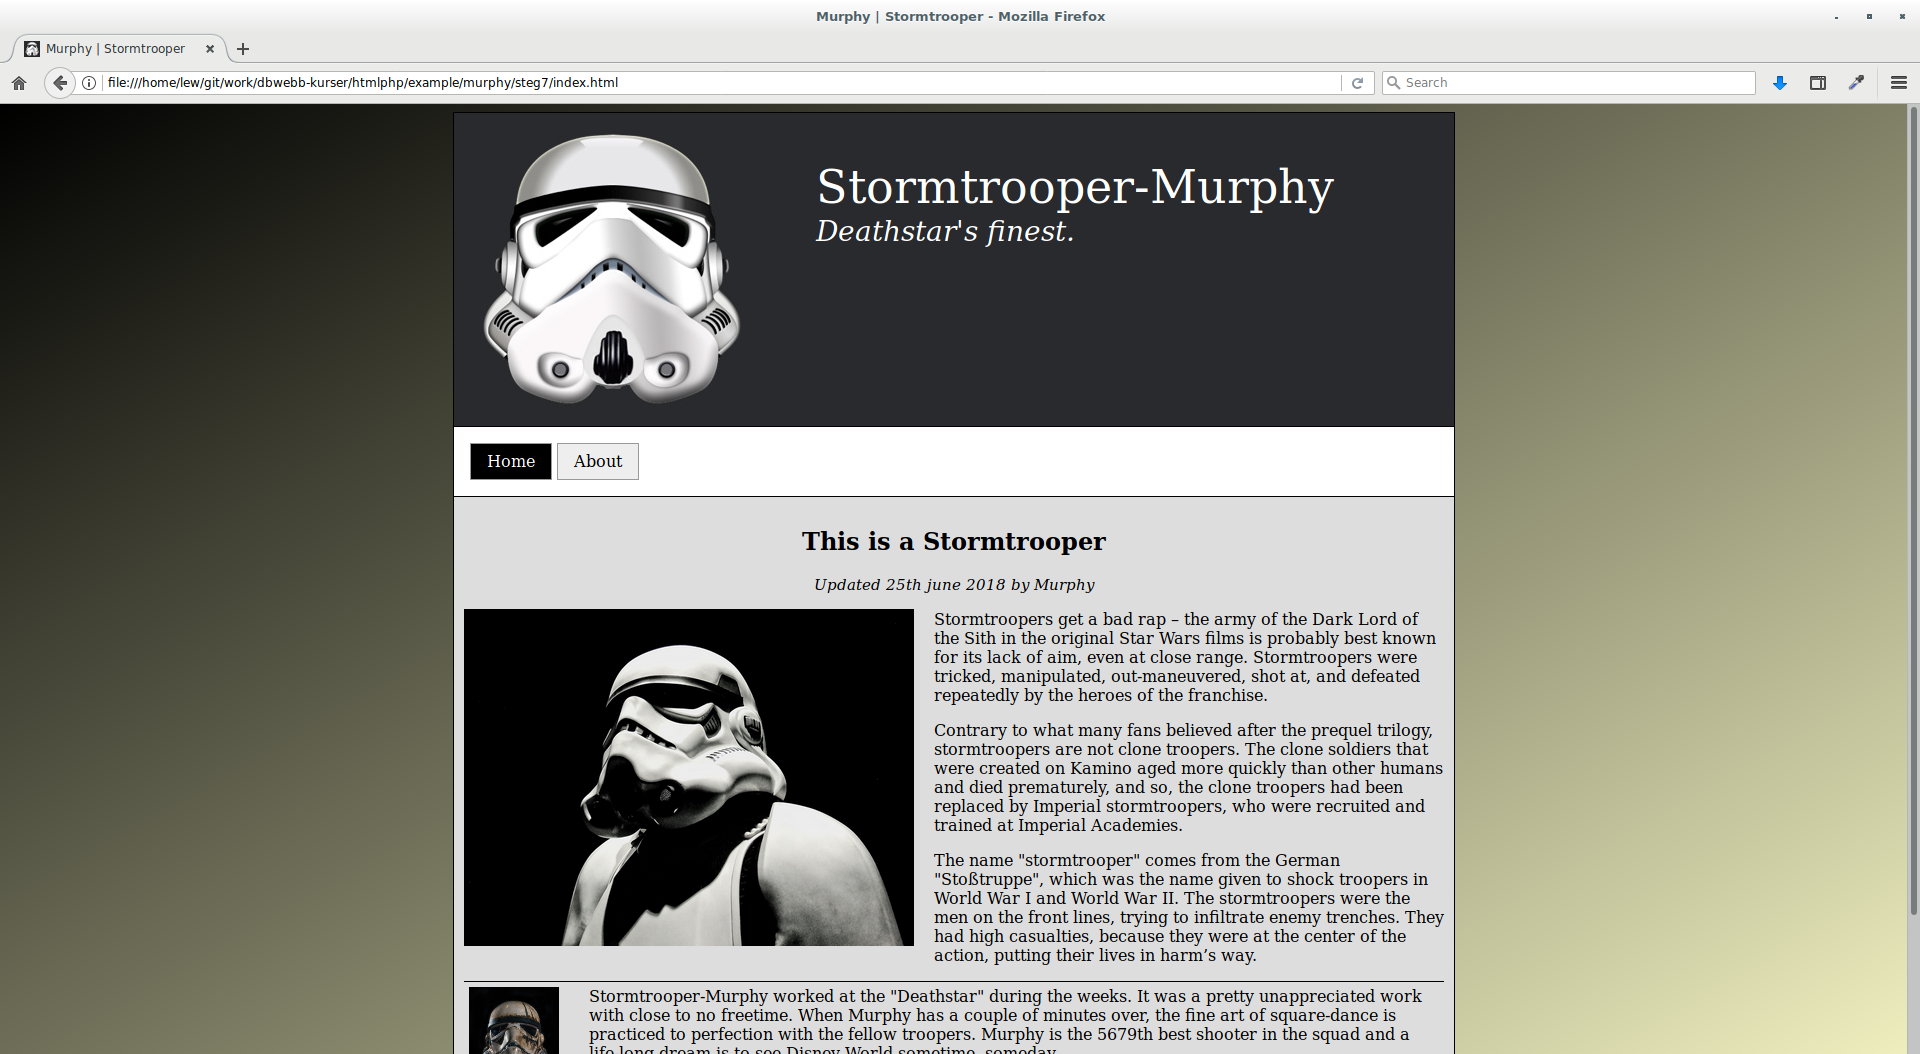 Murphy | Stormtrooper - Mozilla Firefox
Murphy | Stormtrooper
file:///home/lew/git/work/dbwebb-kurser/htmlphp/example/murphy/steg7/index.html
Search
Stormtrooper-Murphy
Deathstar's finest.
Home
About
This is a Stormtrooper
Updated 25th june 2018 by Murphy
Stormtroopers get a bad rap – the army of the Dark Lord of
the Sith in the original Star Wars films is probably best known
for its lack of aim, even at close range. Stormtroopers were
tricked, manipulated, out-maneuvered, shot at, and defeated
repeatedly by the heroes of the franchise.
Contrary to what many fans believed after the prequel trilogy,
stormtroopers are not clone troopers. The clone soldiers that
were created on Kamino aged more quickly than other humans
and died prematurely, and so, the clone troopers had been
replaced by Imperial stormtroopers, who were recruited and
trained at Imperial Academies.
The name "stormtrooper" comes from the German
"Stoßtruppe", which was the name given to shock troopers in
World War I and World War II. The stormtroopers were the
men on the front lines, trying to infiltrate enemy trenches. They
had high casualties, because they were at the center of the
action, putting their lives in harm’s way.
Stormtrooper-Murphy worked at the "Deathstar" during the weeks. It was a pretty unappreciated work
with close to no freetime. When Murphy has a couple of minutes over, the fine art of square-dance is
practiced to perfection with the fellow troopers. Murphy is the 5679th best shooter in the squad and a
life long dream is to see Disney World sometime, someday.